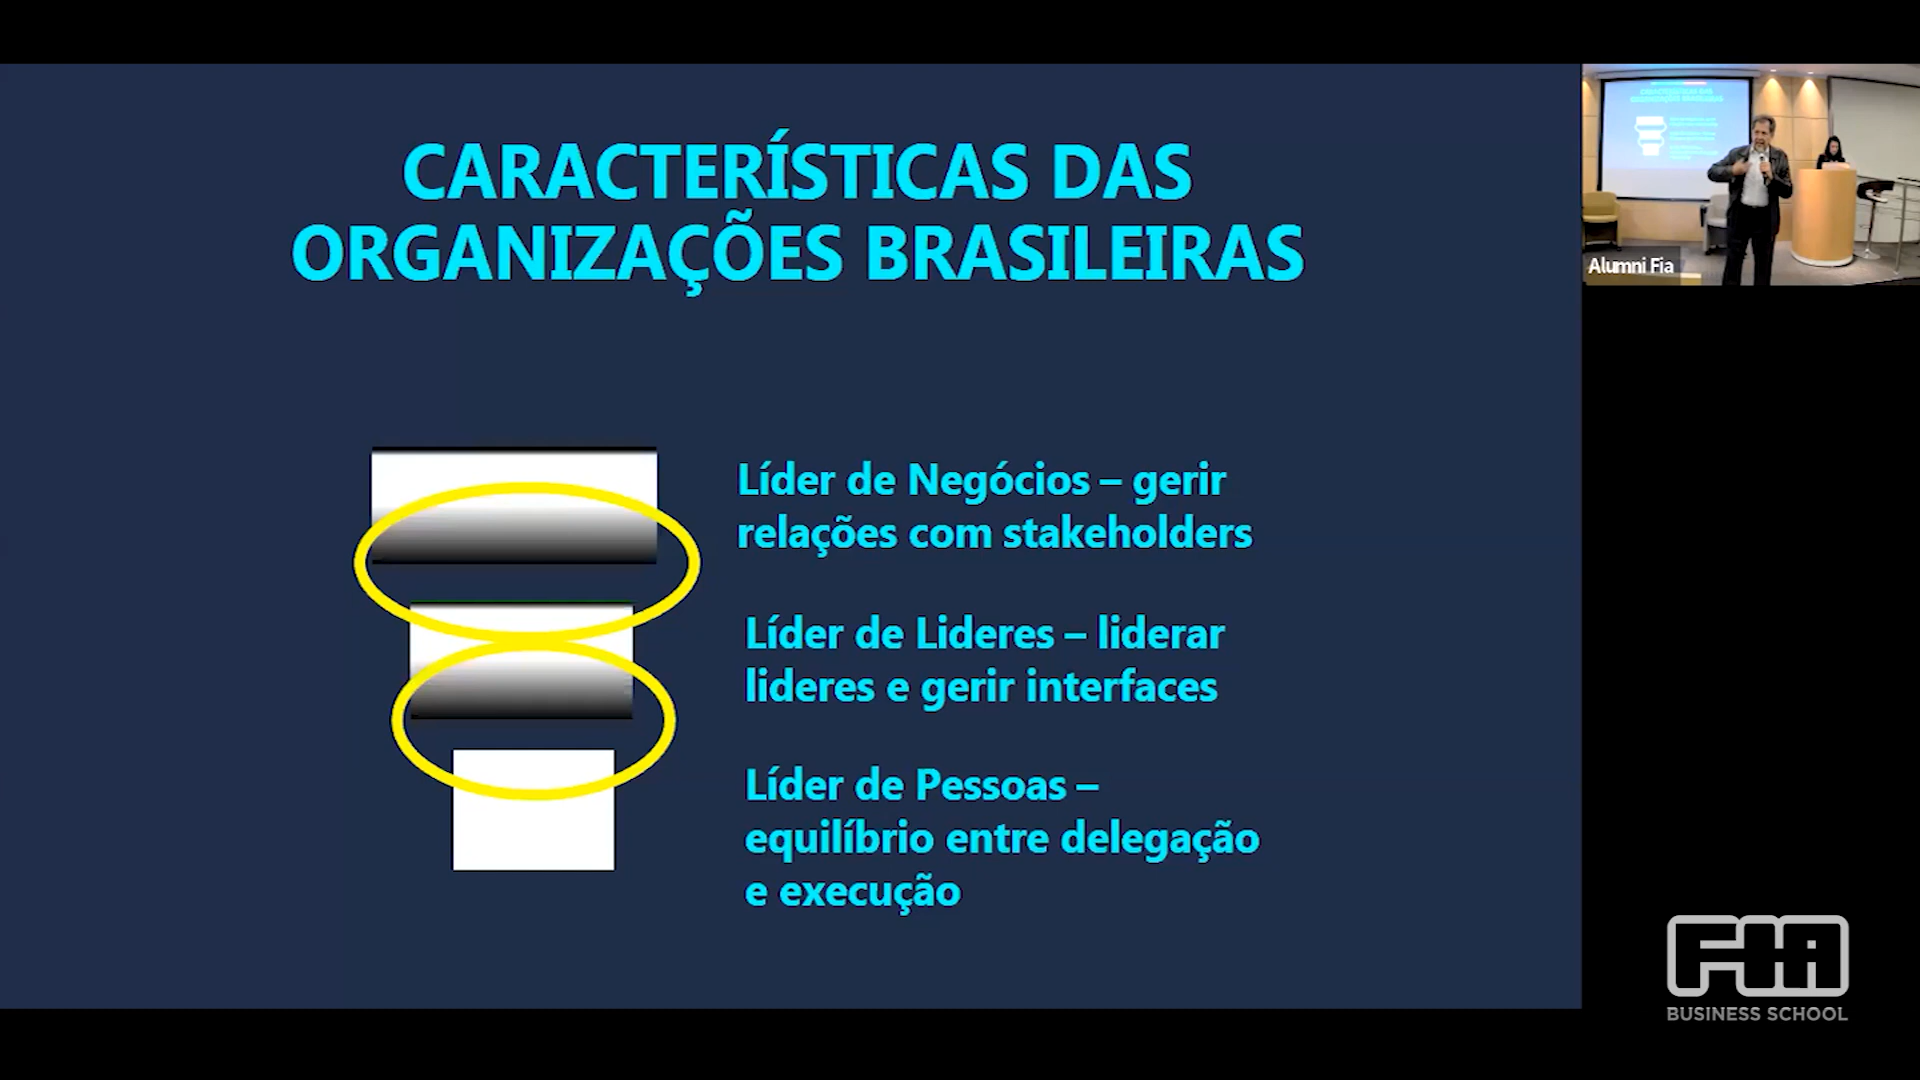 CARACTERÍSTICAS DAS
ORGANIZAÇÕES BRASILEIRAS
Líder de Negócios – gerir
relações com stakeholders
Líder de Lideres – liderar
lideres e gerir interfaces
Líder de Pessoas –
equilíbrio entre delegação
e execução
Alumni Fia
FIA
BUSINESS SCHOOL